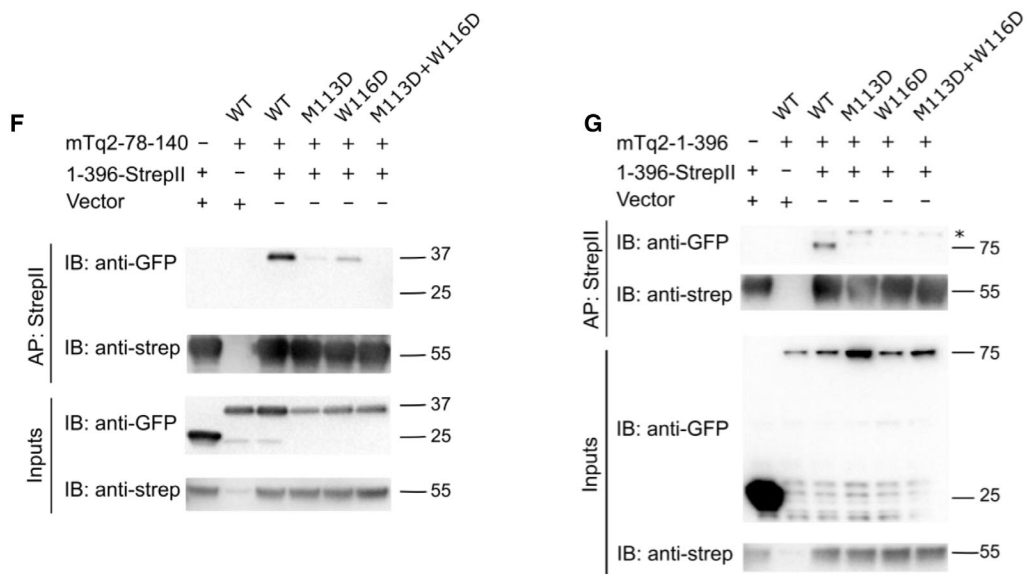 F
WT WT M113D W116D M113D+W116D
mTq2-78-140 – + + + + +
1-396-StrepII + – + + + +
Vector + + – – – –
AP: StrepII
IB: anti-GFP 37
25
IB: anti-strep 55
Inputs
IB: anti-GFP 37
25
IB: anti-strep 55
G
WT WT M113D W116D M113D+W116D
mTq2-1-396 – + + + + +
1-396-StrepII + – + + + +
Vector + + – – – –
AP: StrepII
IB: anti-GFP *
75
IB: anti-strep 55
Inputs
75
IB: anti-GFP
25
IB: anti-strep 55